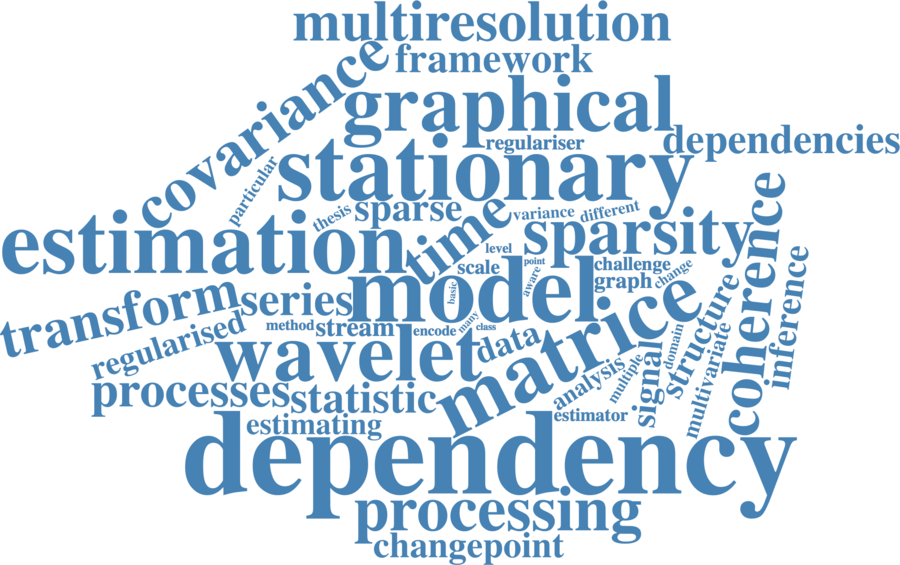 multiresolution
framework
covariance
graphical
regulariser
dependencies
stationary
particular
thesis
sparse
variance
different
estimation
time
sparsity
coherence
level
scale
point
challenge
inference
aware
graph
change
model
basic
transform
series
matrice
structure
regularised
method
stream
encode
many
class
wavelet
data
domain
multivariate
signal
multiple
analysis
processes
statistic
estimator
estimating
dependency
processing
changepoint